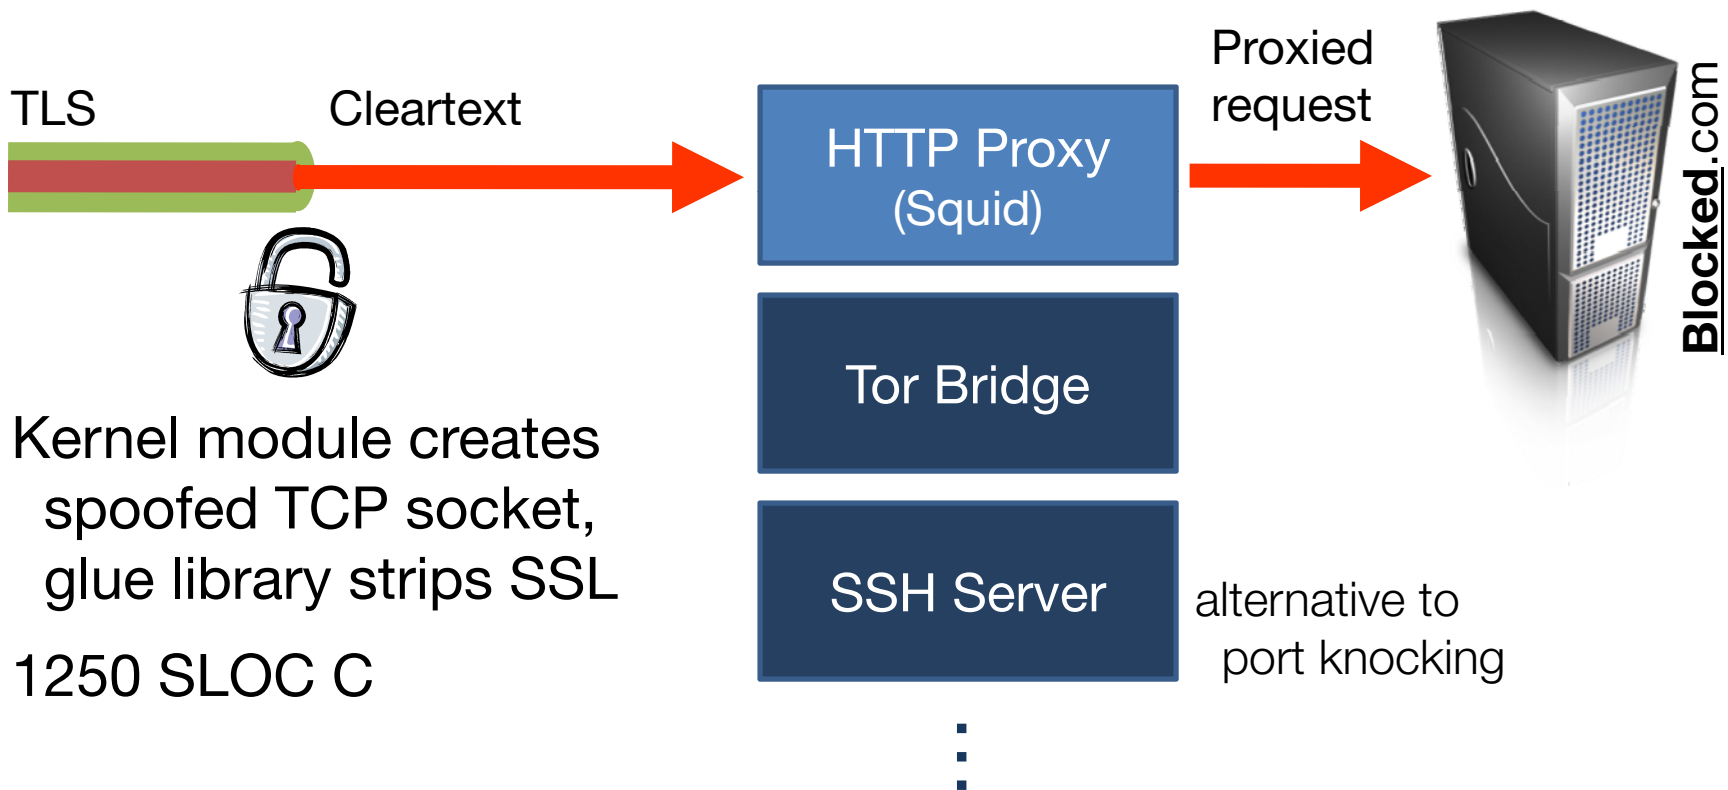 TLS
Cleartext
HTTP Proxy
(Squid)
Proxied
request
Blocked.com
Tor Bridge
Kernel module creates
spoofed TCP socket,
glue library strips SSL
1250 SLOC C
SSH Server
alternative to
port knocking